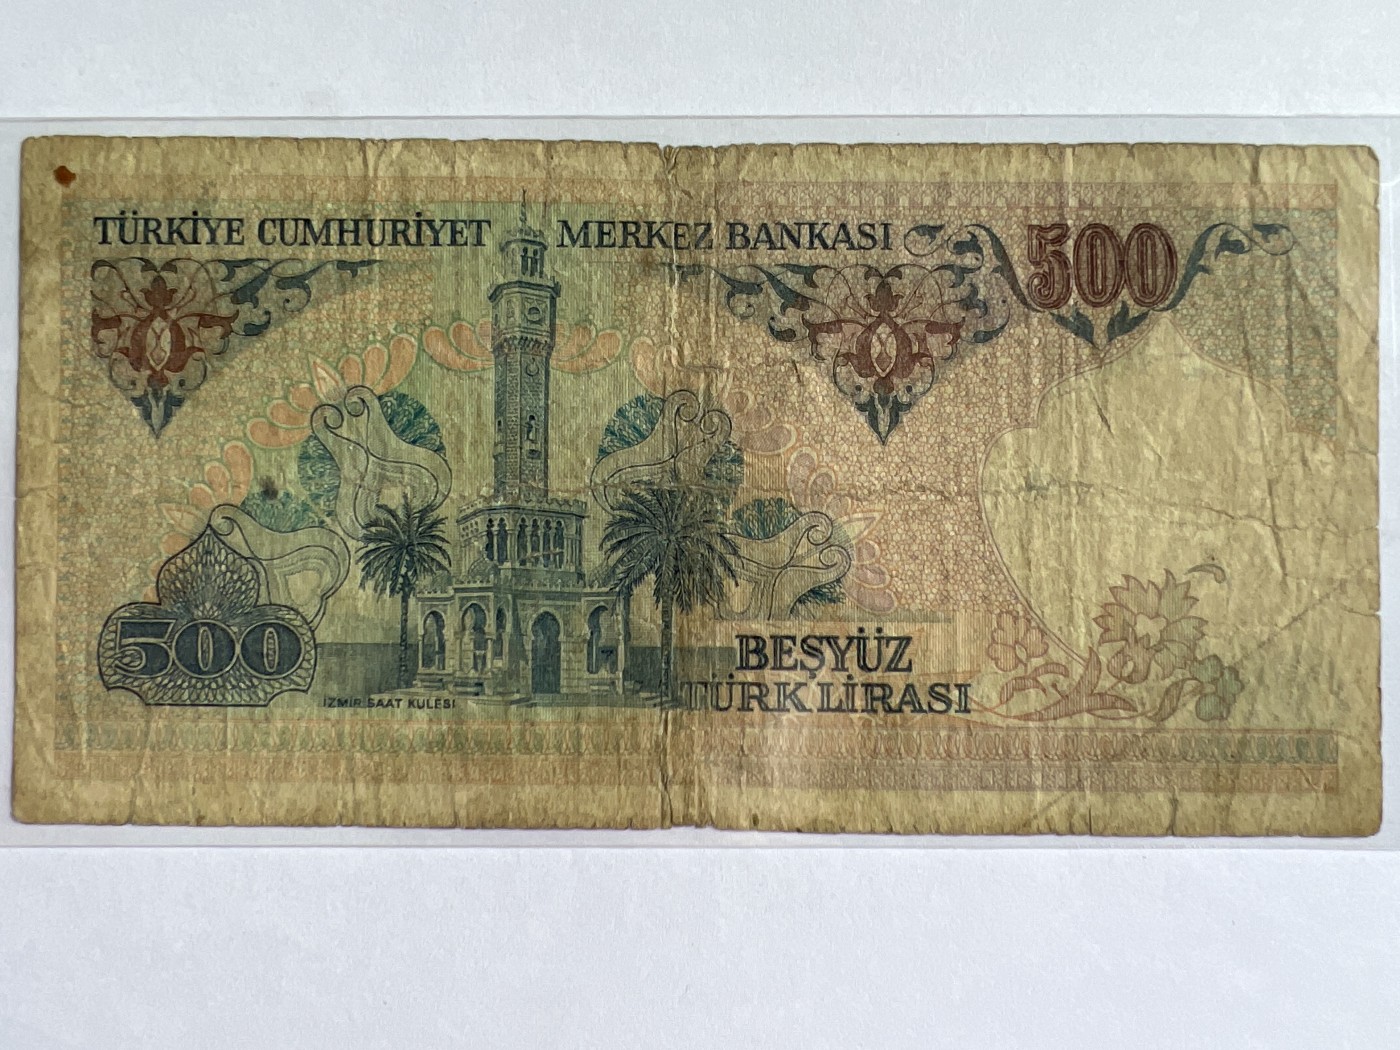 TÜRKİYE CUMHURİYET MERKEZ BANKASI
500
500
İZMİR SAAT KULESİ
BEŞYÜZ
TÜRK LİRASI